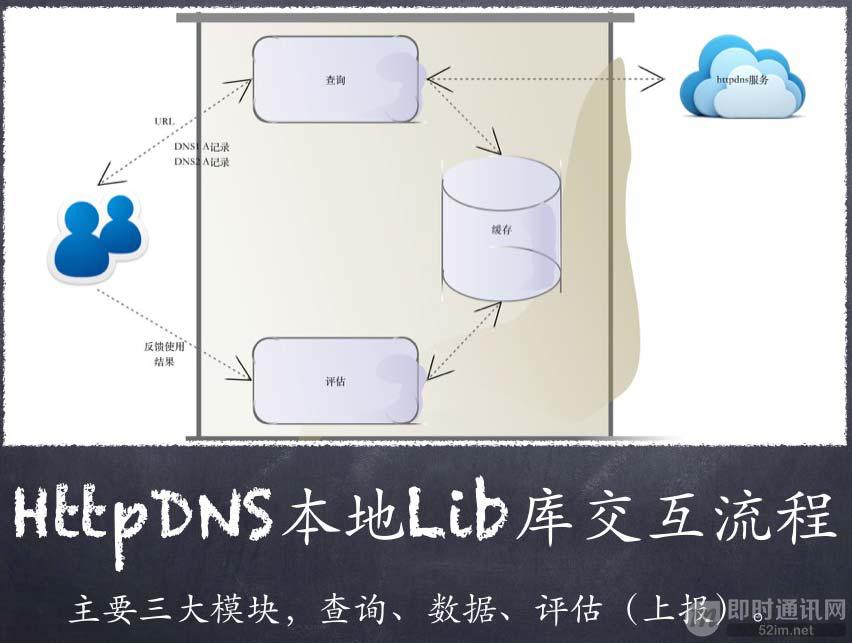 查询
httpdns服务
URL
DNS1 A记录
DNS2 A记录
缓存
反馈使用
结果
评估
HttpDNS本地Lib库交互流程
主要三大模块，查询、数据、评估（上报）。
6
即时通讯网
52im.net